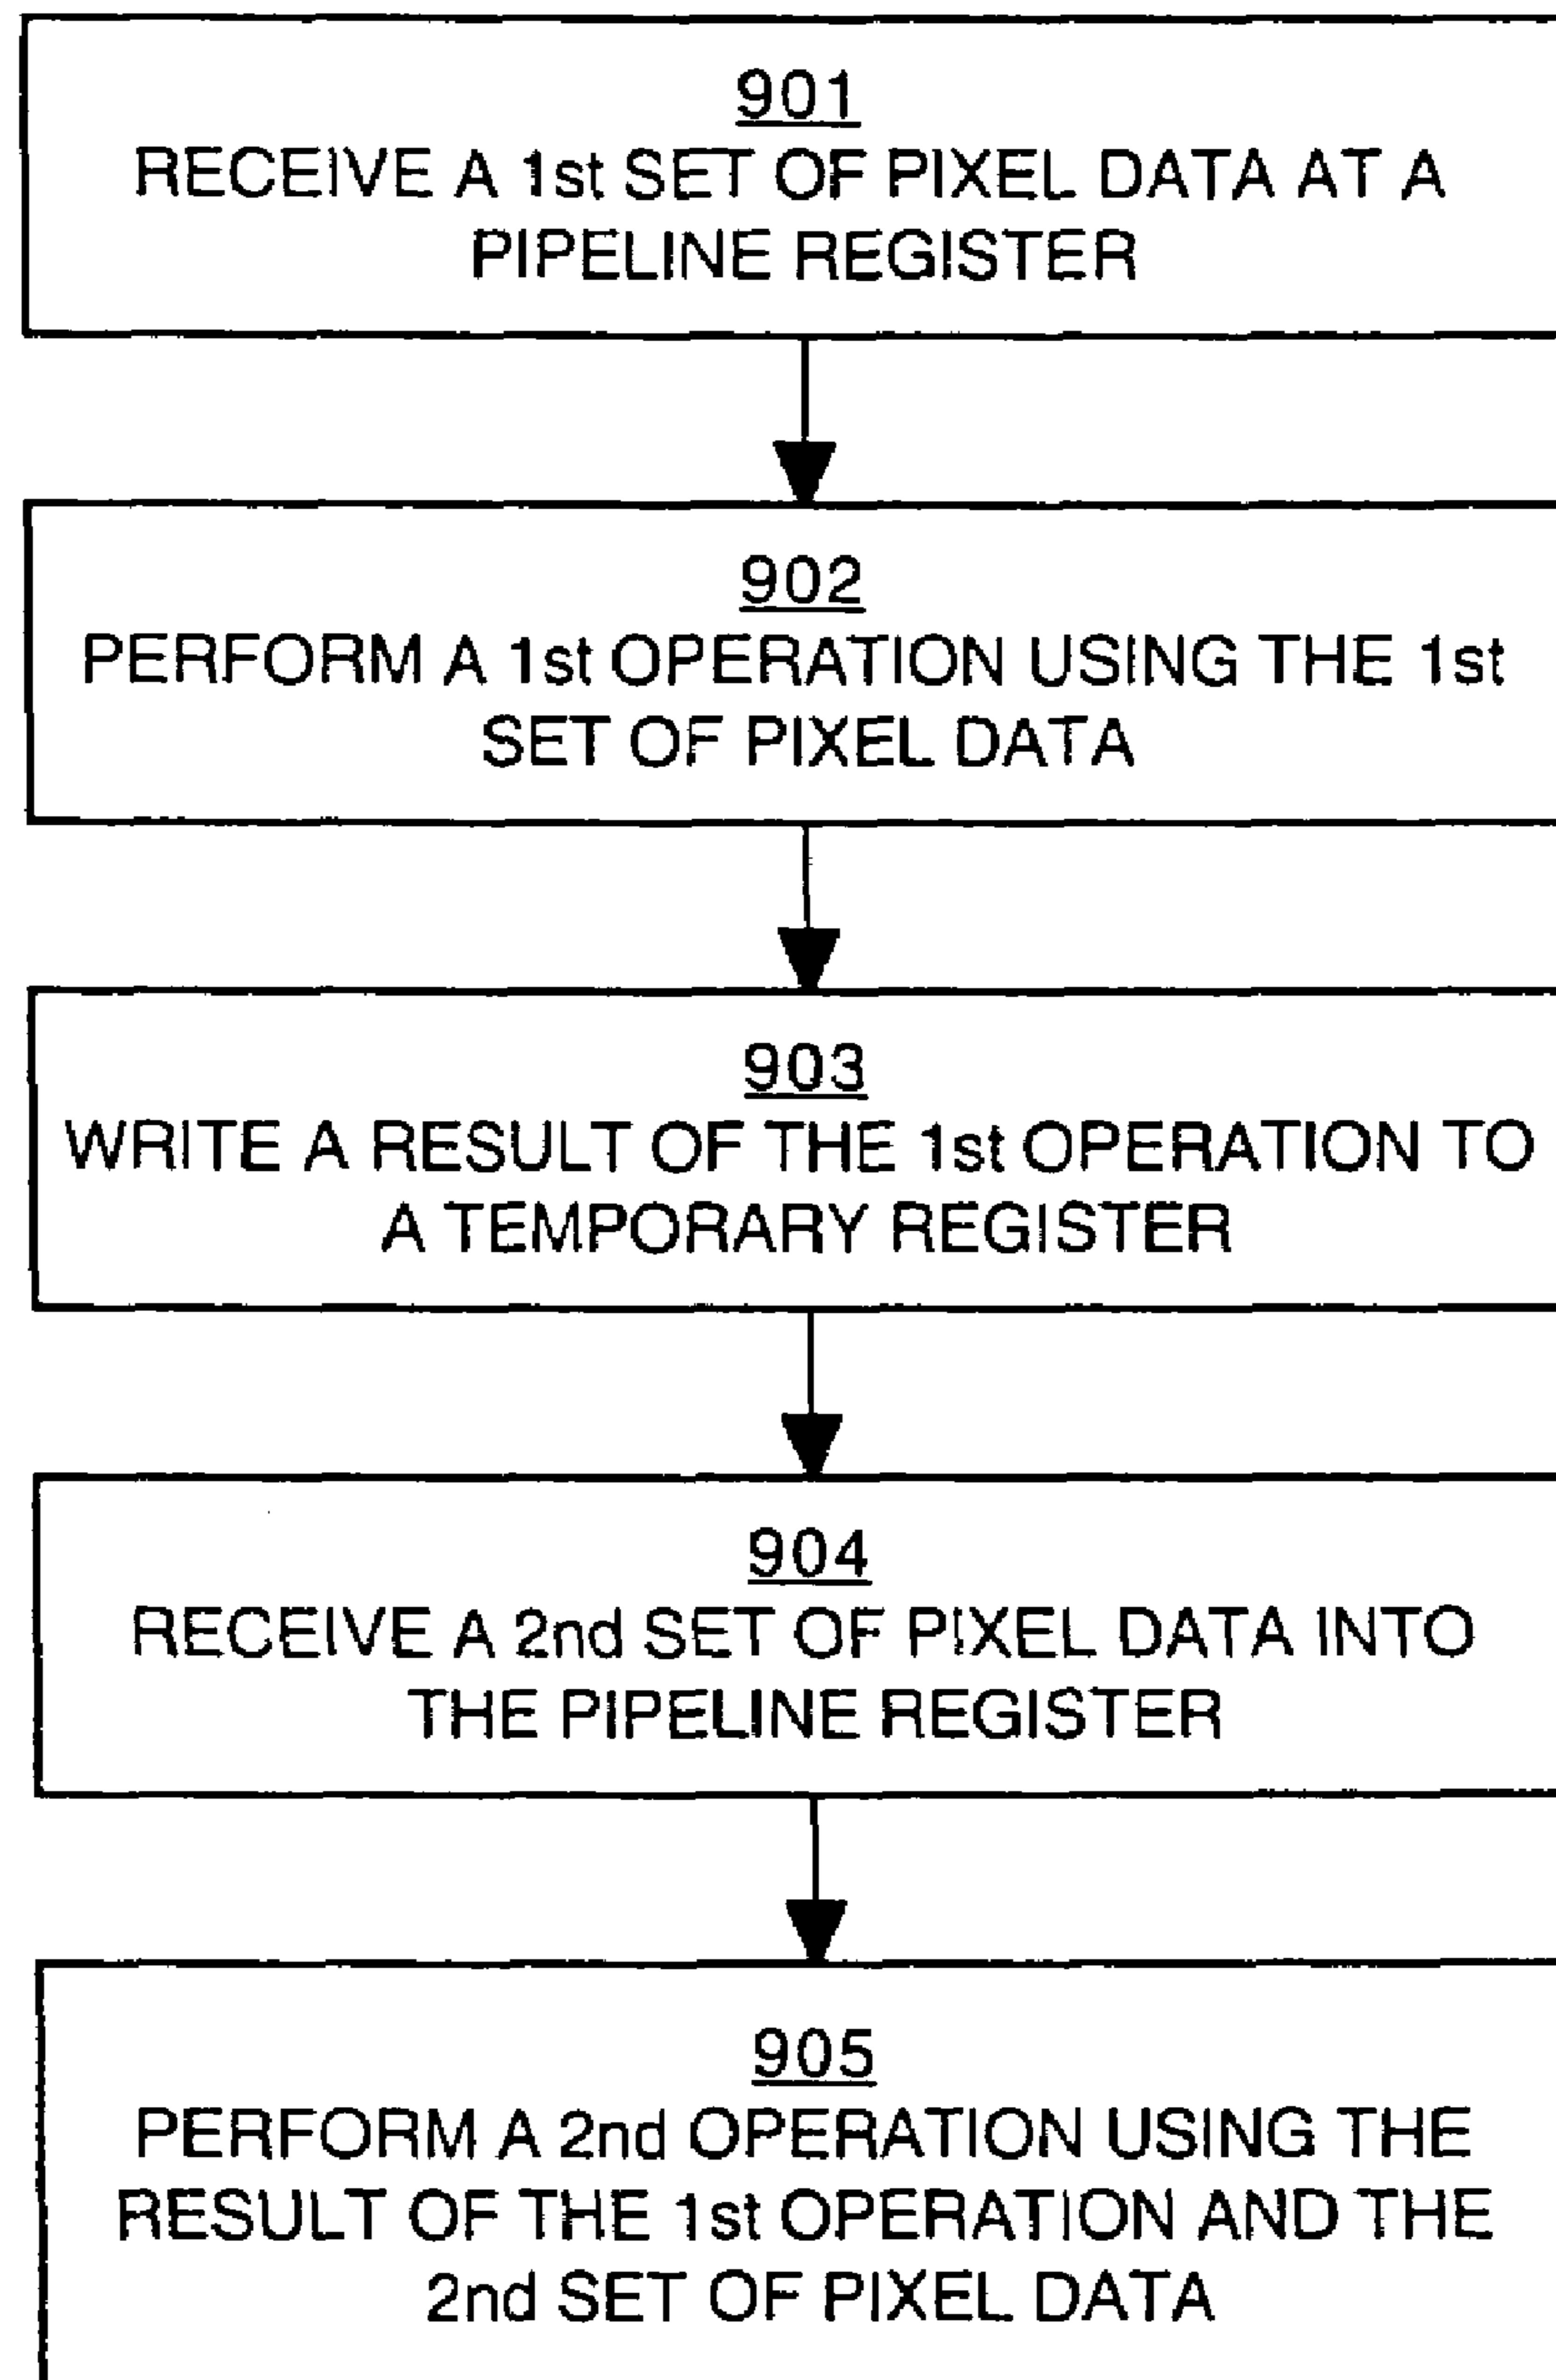 901
RECEIVE A 1st SET OF PIXEL DATA AT A
PIPELINE REGISTER
902
PERFORM A 1st OPERATION USING THE 1st
SET OF PIXEL DATA
903
WRITE A RESULT OF THE 1st OPERATION TO
A TEMPORARY REGISTER
904
RECEIVE A 2nd SET OF PIXEL DATA INTO
THE PIPELINE REGISTER
905
PERFORM A 2nd OPERATION USING THE
RESULT OF THE 1st OPERATION AND THE
2nd SET OF PIXEL DATA